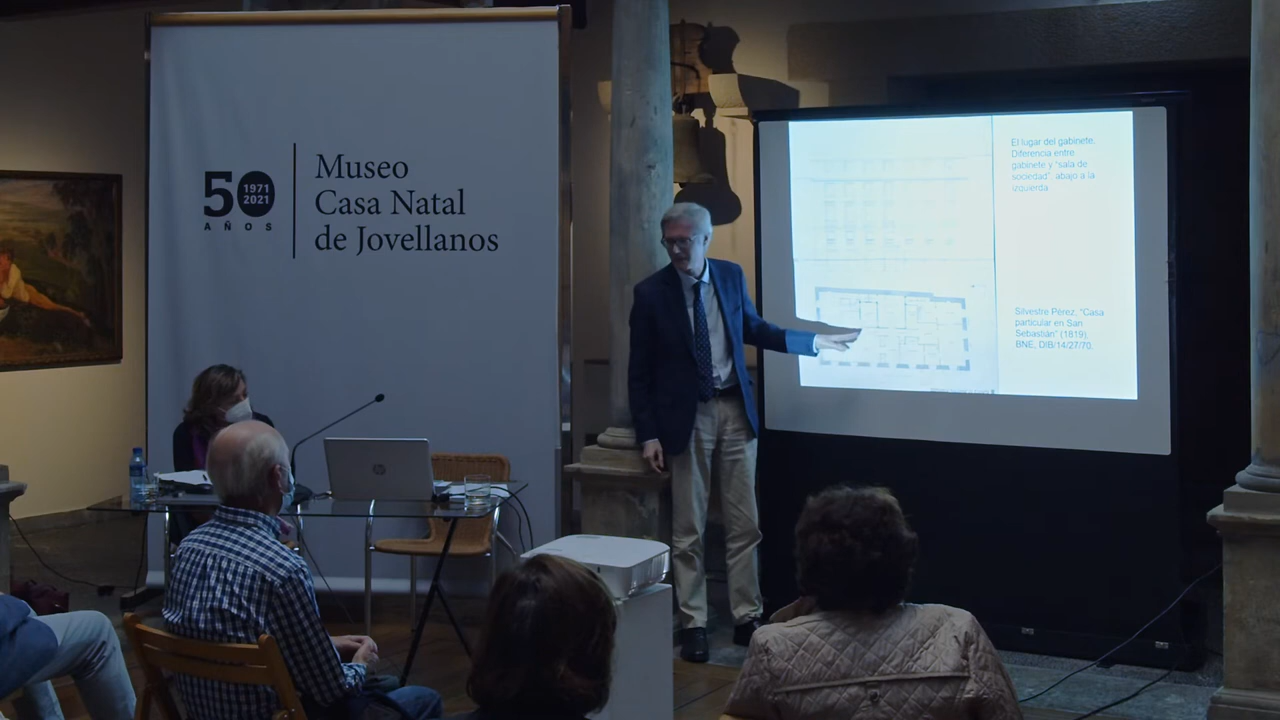 50
1971
2021
AÑOS
Museo
Casa Natal
de Jovellanos
El lugar del gabinete.
Diferencia entre
gabinete y "sala de
sociedad": abajo a la
izquierda
Silvestre Pérez, "Casa
particular en San
Sebastián" (1819),
BNE, DIB/14/27/70.
hp